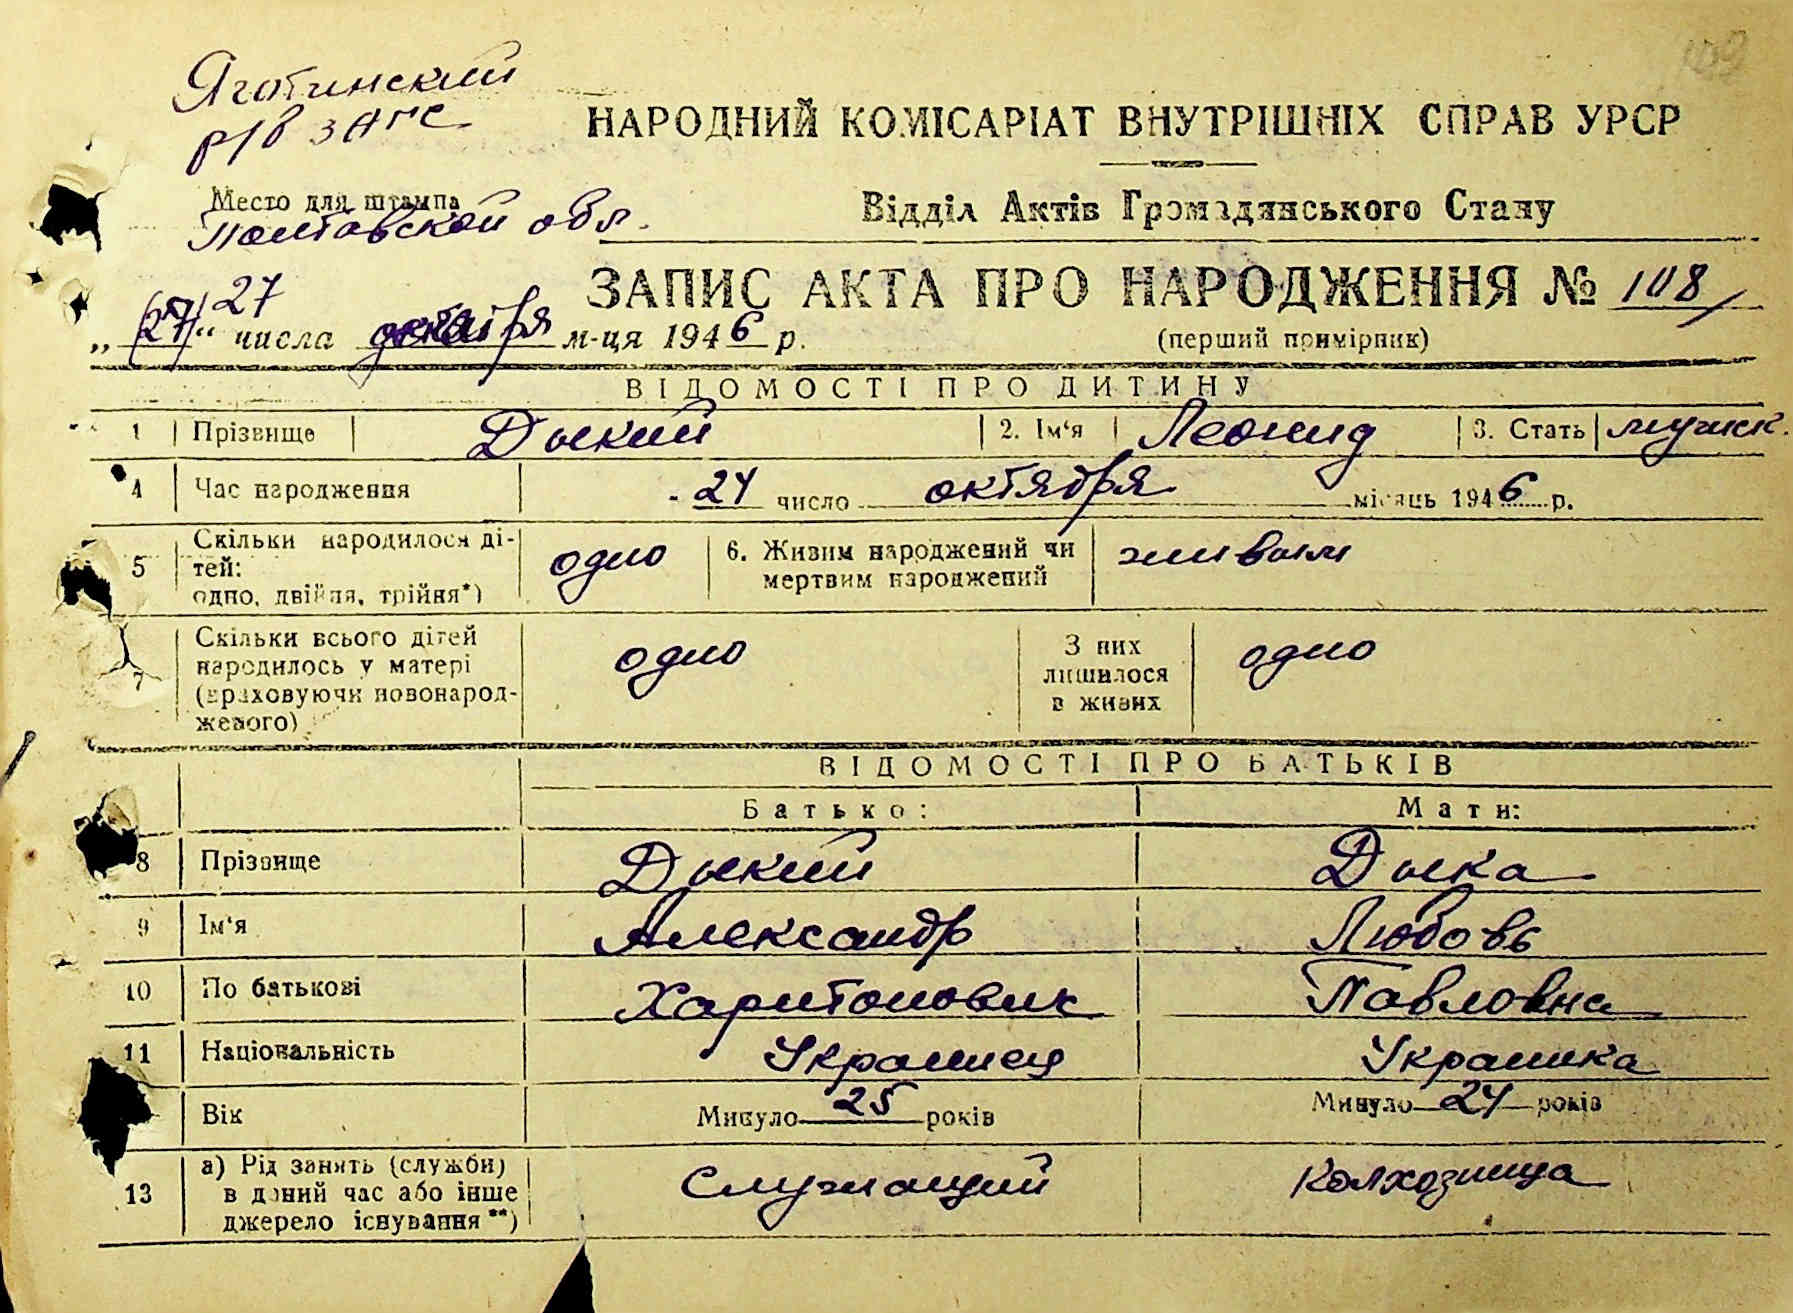 109
Яготинский
р/в загс
НАРОДНИЙ КОМІСАРІАТ ВНУТРІШНІХ СПРАВ УРСР
Место для штампа
Полтавской обл.
Відділ Актів Громадянського Стану
ЗАПИС АКТА ПРО НАРОДЖЕННЯ № 108
27
„(27)“ числа декабря м-ця 1946 р.
(перший примірник)
ВІДОМОСТІ ПРО ДИТИНУ
1 Прізвище Дыкий 2. Ім‘я Леонид 3. Стать мужск.
4 Час народження 24 число октября місяць 1946 р.
5 Скільки народилося ді-
тей:
одно, двійня, трійня*) одно 6. Живим народжений чи
мертвим народжений живым
7 Скільки всього дітей
народилось у матері
(враховуючи новонарод-
женого) одно З них
лишилося
в живих одно
ВІДОМОСТІ ПРО БАТЬКІВ
Батько: Мати:
8 Прізвище Дыкий Дыка
9 Ім‘я Александр Любовь
10 По батькові Харитонович Павловна
11 Національність Украинец Украинка
Вік Минуло 25 років Минуло 24 років
13 а) Рід занять (служби)
в даний час або інше
джерело існування**) Служащий Колхозница